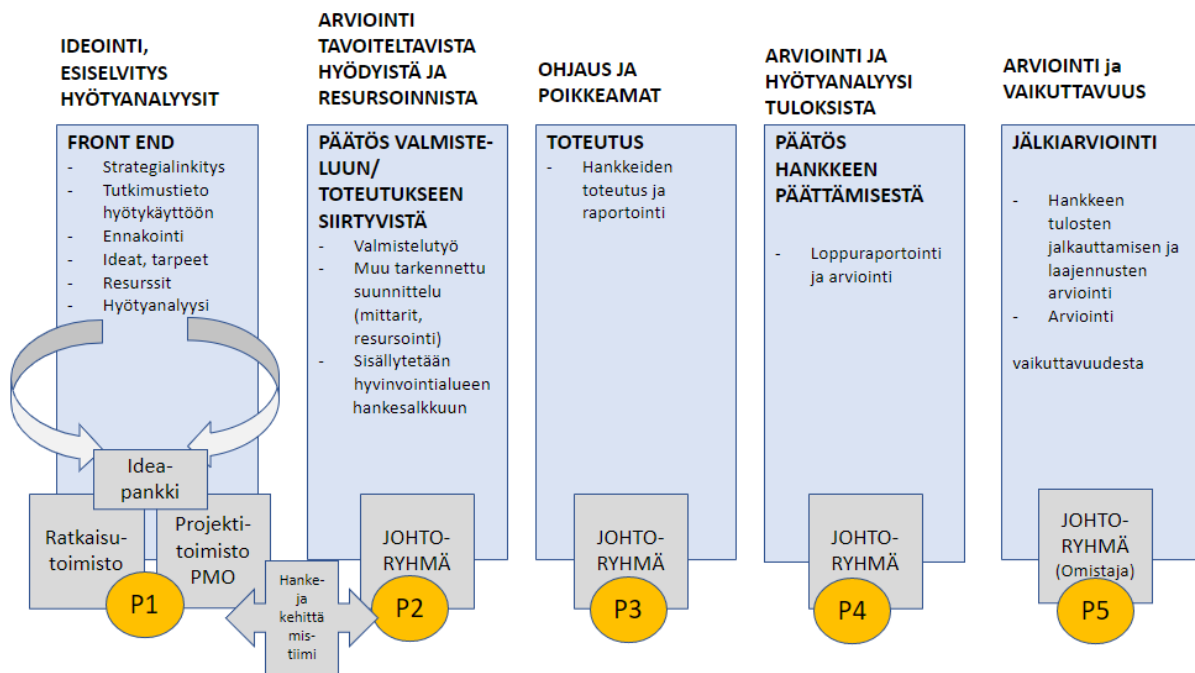 IDEOINTI,
ESISELVITYS
HYÖTYANALYYSIT
FRONT END
- Strategialinkitys
- Tutkimustieto
hyötykäyttöön
- Ennakointi
- Ideat, tarpeet
- Resurssit
- Hyötyanalyysi
Idea-
pankki
Ratkaisu-
toimisto
Projekti-
toimisto
PMO
P1
Hanke-
ja
kehittä
mis-
tiimi
ARVIOINTI
TAVOITELTAVISTA
HYÖDYISTÄ JA
RESURSOINNISTA
PÄÄTÖS VALMISTE-
LUUN/
TOTEUTUKSEEN
SIIRTYVISTÄ
- Valmistelutyö
- Muu tarkennettu
suunnittelu
(mittarit,
resursointi)
- Sisällytetään
hyvinvointialueen
hankesalkkuun
JOHTO-
RYHMÄ
P2
OHJAUS JA
POIKKEAMAT
TOTEUTUS
- Hankkeiden
toteutus ja
raportointi
JOHTO-
RYHMÄ
P3
ARVIOINTI JA
HYÖTYANALYYSI
TULOKSISTA
PÄÄTÖS
HANKKEEN
PÄÄTTÄMISESTÄ
- Loppuraportointi
ja arviointi
JOHTO-
RYHMÄ
P4
ARVIOINTI ja
VAIKUTTAVUUS
JÄLKIARVIOINTI
- Hankkeen
tulosten
jalkauttamisen ja
laajennusten
arviointi
- Arviointi
vaikuttavuudesta
JOHTO-
RYHMÄ
(Omistaja)
P5